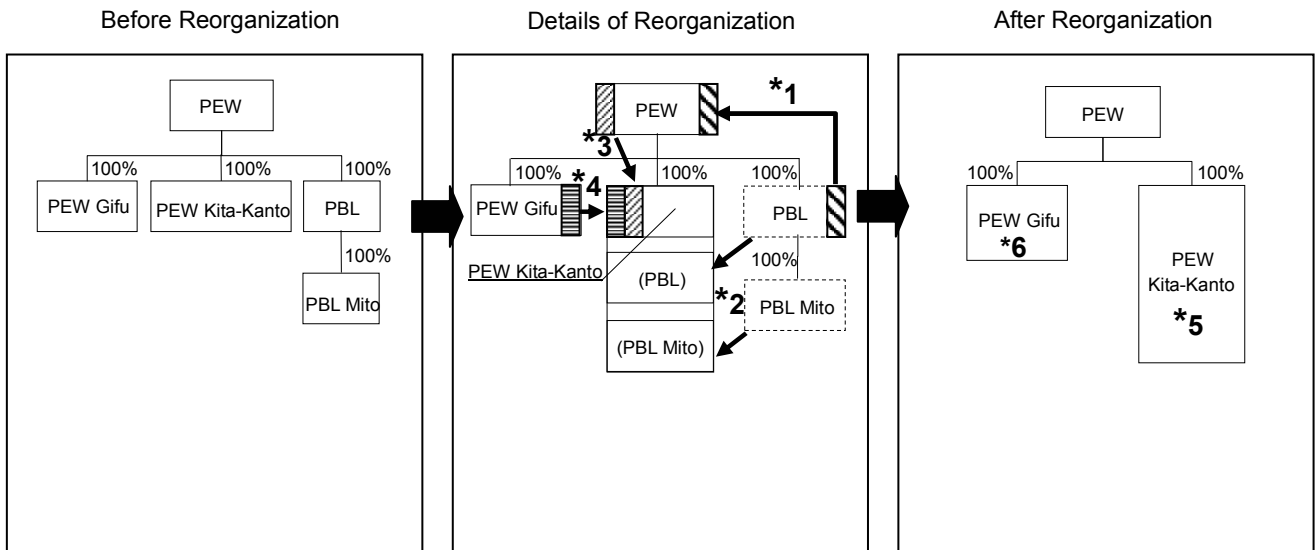 Before Reorganization
Details of Reorganization
After Reorganization
PEW
100%
100%
100%
PEW Gifu
PEW Kita-Kanto
PBL
100%
PBL Mito
*1
PEW
*3
100%
*4
100%
100%
PEW Gifu
PBL
PEW Kita-Kanto
(PBL)
100%
*2
PBL Mito
(PBL Mito)
PEW
100%
100%
PEW Gifu
*6
PEW
Kita-Kanto
*5